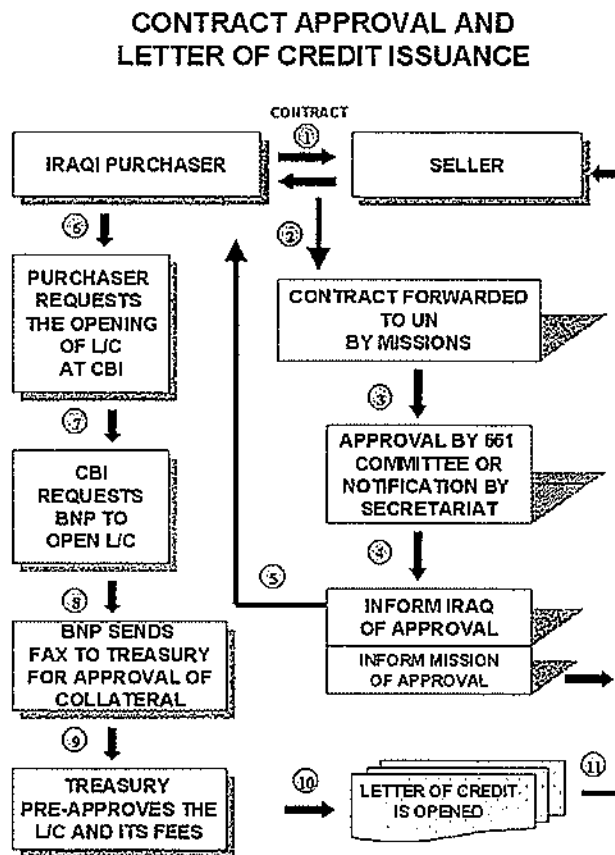 CONTRACT APPROVAL AND
LETTER OF CREDIT ISSUANCE
CONTRACT
1
IRAQI PURCHASER
SELLER
6
2
PURCHASER
REQUESTS
THE OPENING
OF L/C
AT CBI
CONTRACT FORWARDED
TO UN
BY MISSIONS
3
7
APPROVAL BY 661
COMMITTEE OR
NOTIFICATION BY
SECRETARIAT
CBI
REQUESTS
BNP TO
OPEN L/C
4
5
8
INFORM IRAQ
OF APPROVAL
BNP SENDS
FAX TO TREASURY
FOR APPROVAL OF
COLLATERAL
INFORM MISSION
OF APPROVAL
9
10
11
TREASURY
PRE-APPROVES THE
L/C AND ITS FEES
LETTER OF CREDIT
IS OPENED